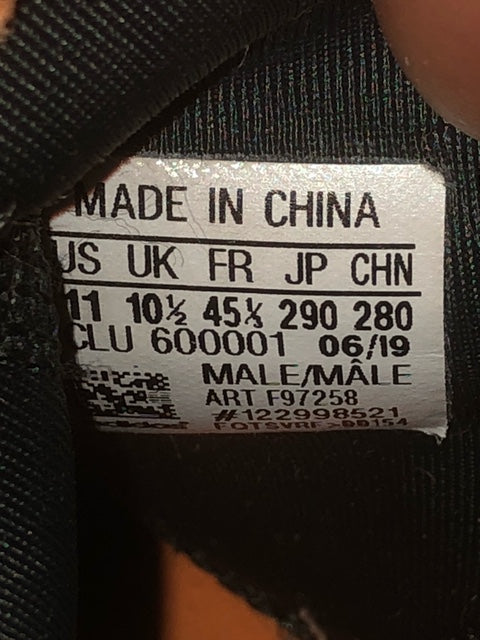 MADE IN CHINA
US UK FR JP CHN
11 10½ 45⅓ 290 280
CLU 600001 06/19
MALE/MÂLE
ART F97258
#122998521
adidas